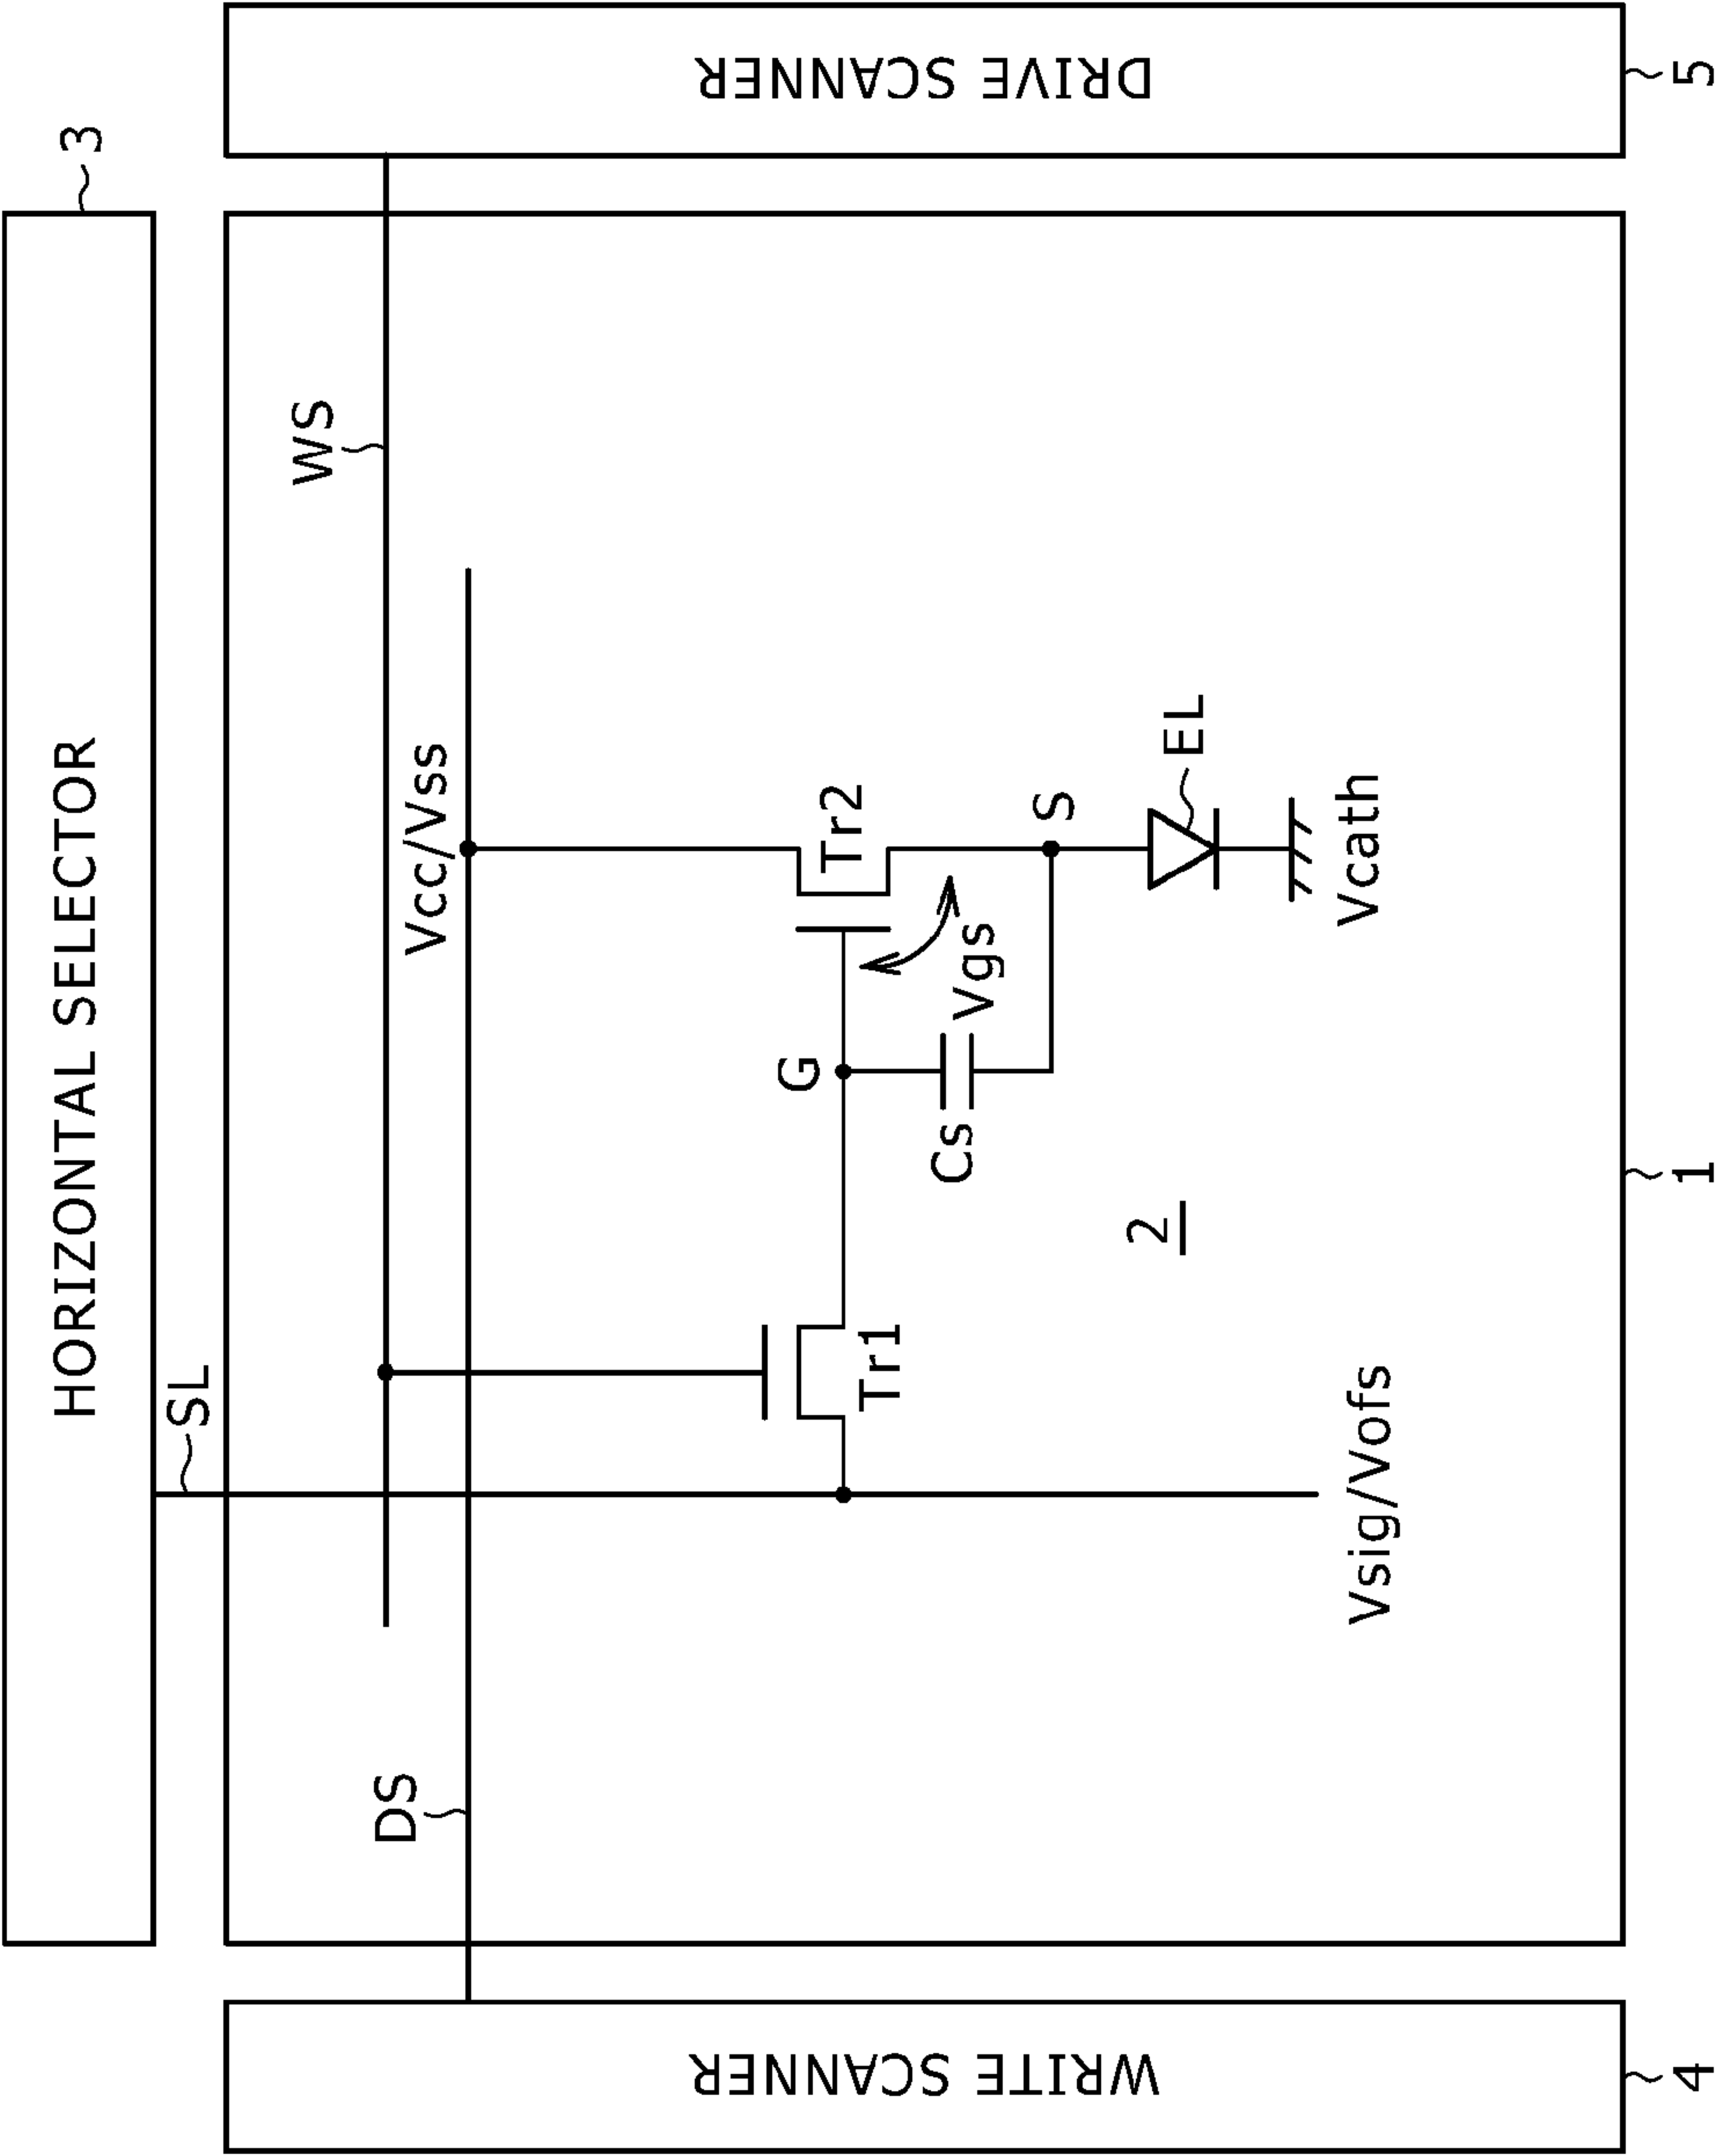 HORIZONTAL SELECTOR
3
SL
WS
DS
Vcc/Vss
Tr2
G
Tr1
Cs
Vgs
S
EL
2
Vcath
Vsig/Vofs
WRITE SCANNER
4
1
DRIVE SCANNER
5